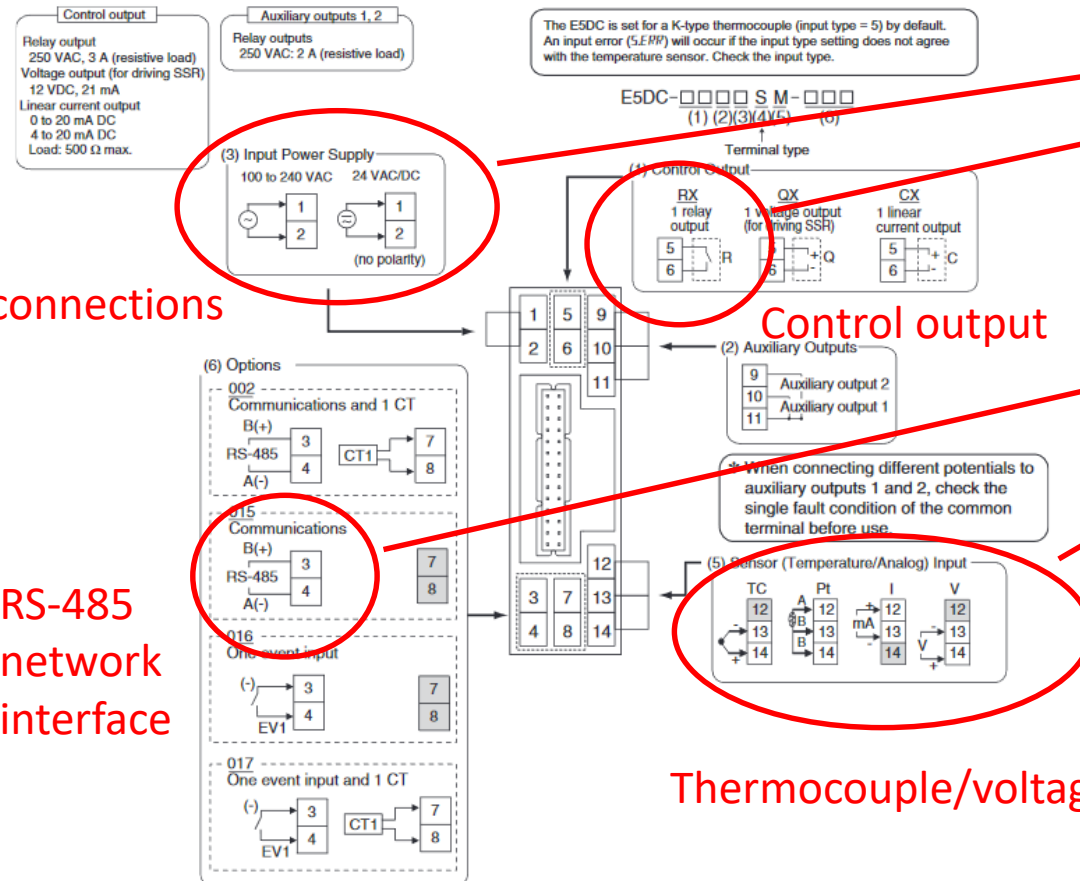 Control output
Relay output
250 VAC, 3 A (resistive load)
Voltage output (for driving SSR)
12 VDC, 21 mA
Linear current output
0 to 20 mA DC
4 to 20 mA DC
Load: 500 Ω max.
Auxiliary outputs 1, 2
Relay outputs
250 VAC: 2 A (resistive load)
The E5DC is set for a K-type thermocouple (input type = 5) by default.
An input error (S.ERR) will occur if the input type setting does not agree
with the temperature sensor. Check the input type.
E5DC-□□□□ S M-□□□
(1) (2)(3)(4)(5) (6)
Terminal type
(3) Input Power Supply
100 to 240 VAC 24 VAC/DC
1 1
2 2
(no polarity)
connections
(1) Control Output
RX QX CX
1 relay 1 voltage output 1 linear
output (for driving SSR) current output
5 5 + 5 +
R Q C
6 6 - 6 -
Control output
1 5 9
2 6 10
11
12
3 7 13
4 8 14
(2) Auxiliary Outputs
9
Auxiliary output 2
10
Auxiliary output 1
11
* When connecting different potentials to
auxiliary outputs 1 and 2, check the
single fault condition of the common
terminal before use.
(5) Sensor (Temperature/Analog) Input
TC Pt I V
12 A 12 + 12 12
- 13 B 13 mA 13 - 13
+ 14 B 14 - 14 V + 14
Thermocouple/voltag
(6) Options
002
Communications and 1 CT
B(+)
3 7
RS-485 CT1
4 8
A(-)
015
Communications
B(+)
3 7
RS-485
4 8
A(-)
016
One event input
(-) 3 7
4 8
EV1
017
One event input and 1 CT
(-) 3 7
CT1
4 8
EV1
RS-485
network
interface